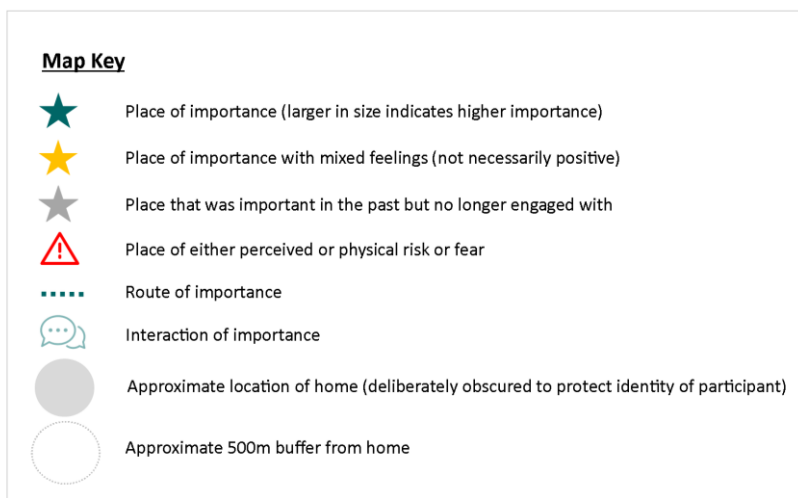 Map Key
Place of importance (larger in size indicates higher importance)
Place of importance with mixed feelings (not necessarily positive)
Place that was important in the past but no longer engaged with
Place of either perceived or physical risk or fear
Route of importance
Interaction of importance
Approximate location of home (deliberately obscured to protect identity of participant)
Approximate 500m buffer from home